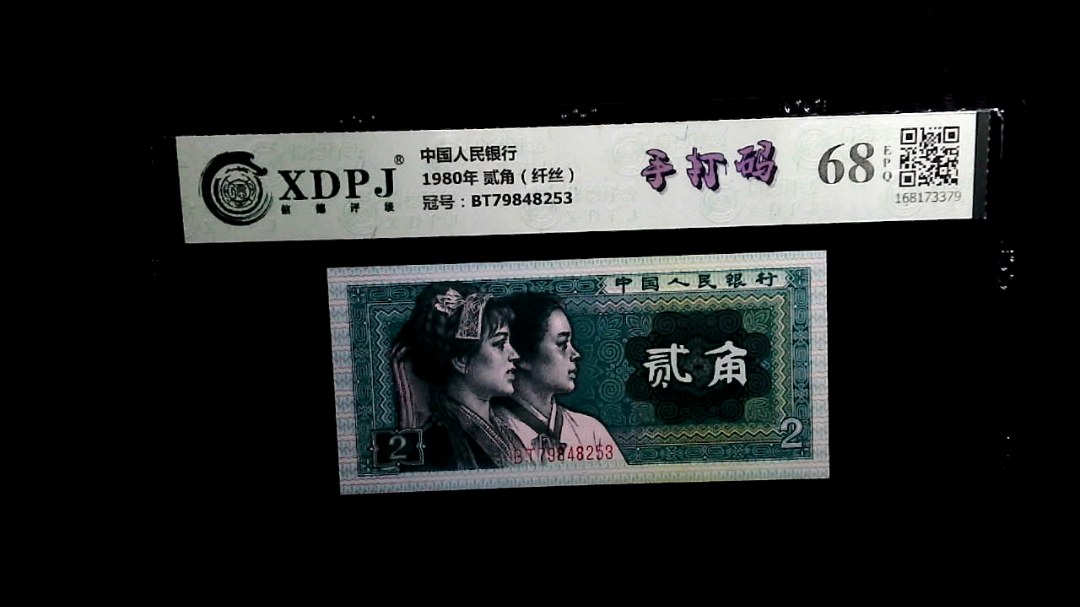 XDPJ®
信德评级
中国人民银行
1980年 贰角（纤丝）
冠号：BT79848253
手打码
68
EPQ
168173379
中国人民银行
贰角
2
2
BT79848253